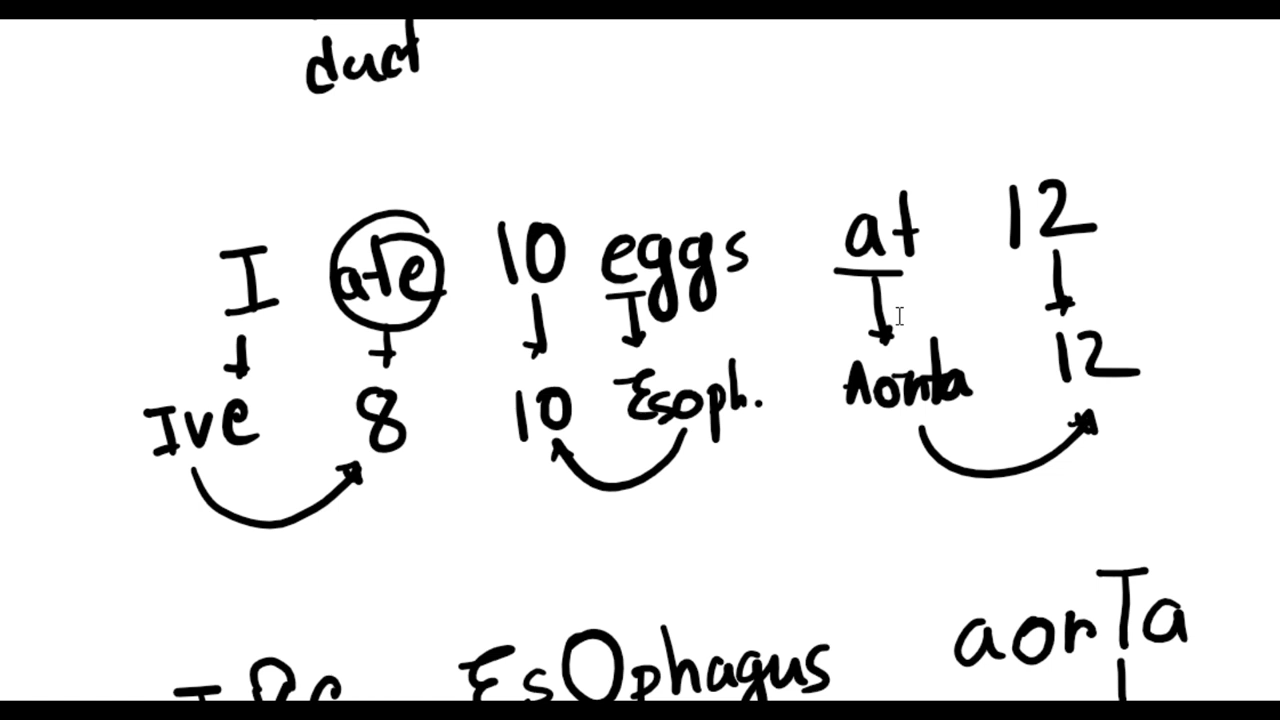 duct
I ate 10 eggs at 12
Ive 8 10 Esoph. Aorta 12
aorTa
EsOphagus